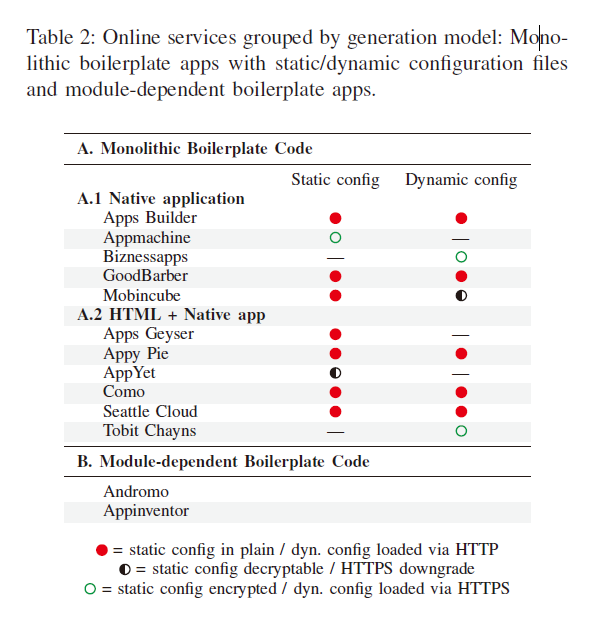 Table 2: Online services grouped by generation model: Mono-
lithic boilerplate apps with static/dynamic configuration files
and module-dependent boilerplate apps.
A. Monolithic Boilerplate Code
Static config Dynamic config
A.1 Native application
Apps Builder ● ●
Appmachine ○ —
Biznessapps — ○
GoodBarber ● ●
Mobincube ● ◐
A.2 HTML + Native app
Apps Geyser ● —
Appy Pie ● ●
AppYet ◐ —
Como ● ●
Seattle Cloud ● ●
Tobit Chayns — ○
B. Module-dependent Boilerplate Code
Andromo
Appinventor
● = static config in plain / dyn. config loaded via HTTP
◐ = static config decryptable / HTTPS downgrade
○ = static config encrypted / dyn. config loaded via HTTPS